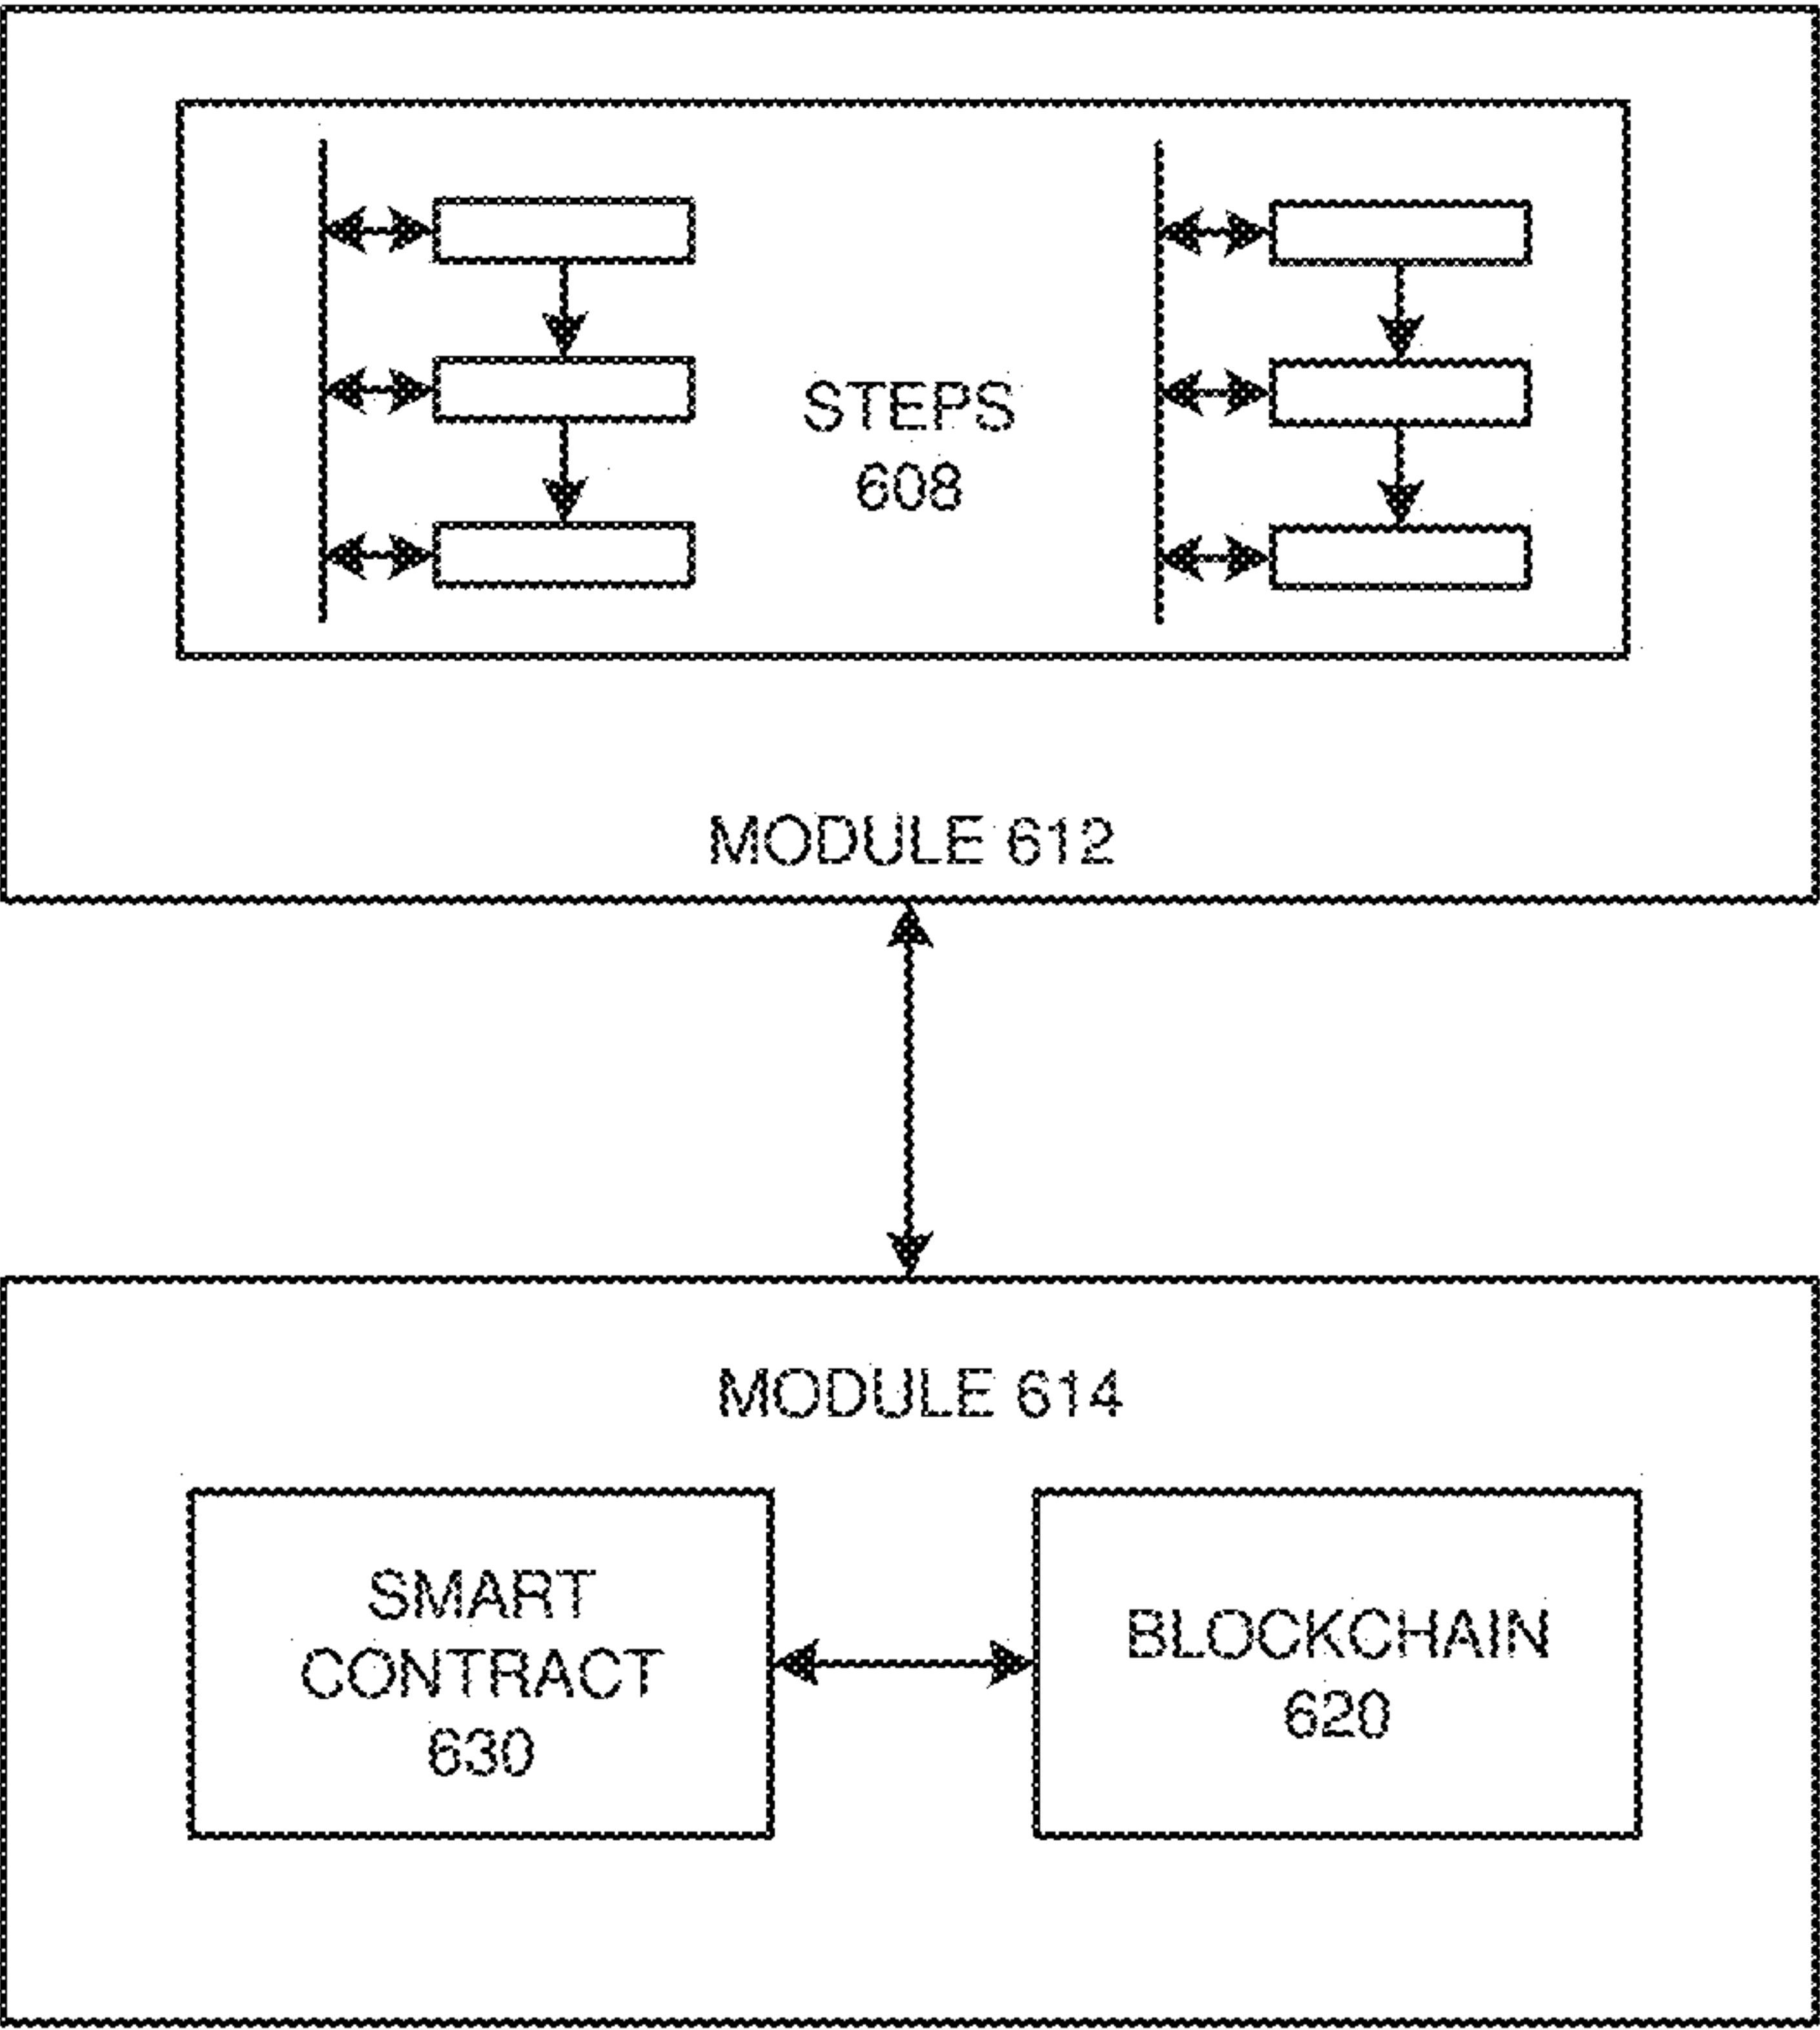 STEPS
608
MODULE 612
MODULE 614
SMART
CONTRACT
630
BLOCKCHAIN
620